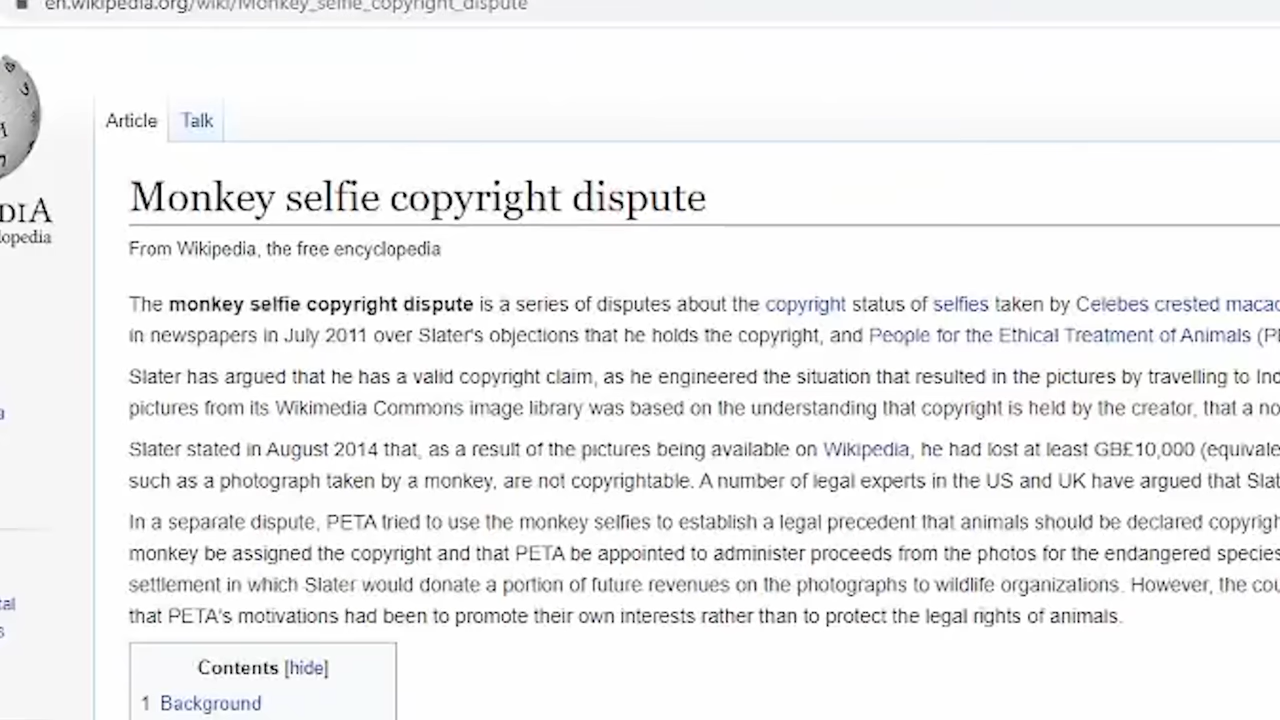 en.wikipedia.org/wiki/Monkey_selfie_copyright_dispute
Article Talk
DIA
lopedia
Monkey selfie copyright dispute
From Wikipedia, the free encyclopedia
The monkey selfie copyright dispute is a series of disputes about the copyright status of selfies taken by Celebes crested maca
in newspapers in July 2011 over Slater's objections that he holds the copyright, and People for the Ethical Treatment of Animals (
Slater has argued that he has a valid copyright claim, as he engineered the situation that resulted in the pictures by travelling to
pictures from its Wikimedia Commons image library was based on the understanding that copyright is held by the creator, that a
Slater stated in August 2014 that, as a result of the pictures being available on Wikipedia, he had lost at least GB£10,000 (equivale
such as a photograph taken by a monkey, are not copyrightable. A number of legal experts in the US and UK have argued that Slat
In a separate dispute, PETA tried to use the monkey selfies to establish a legal precedent that animals should be declared copyrigh
monkey be assigned the copyright and that PETA be appointed to administer proceeds from the photos for the endangered species
settlement in which Slater would donate a portion of future revenues on the photographs to wildlife organizations. However, the cou
that PETA's motivations had been to promote their own interests rather than to protect the legal rights of animals.
Contents [hide]
1 Background